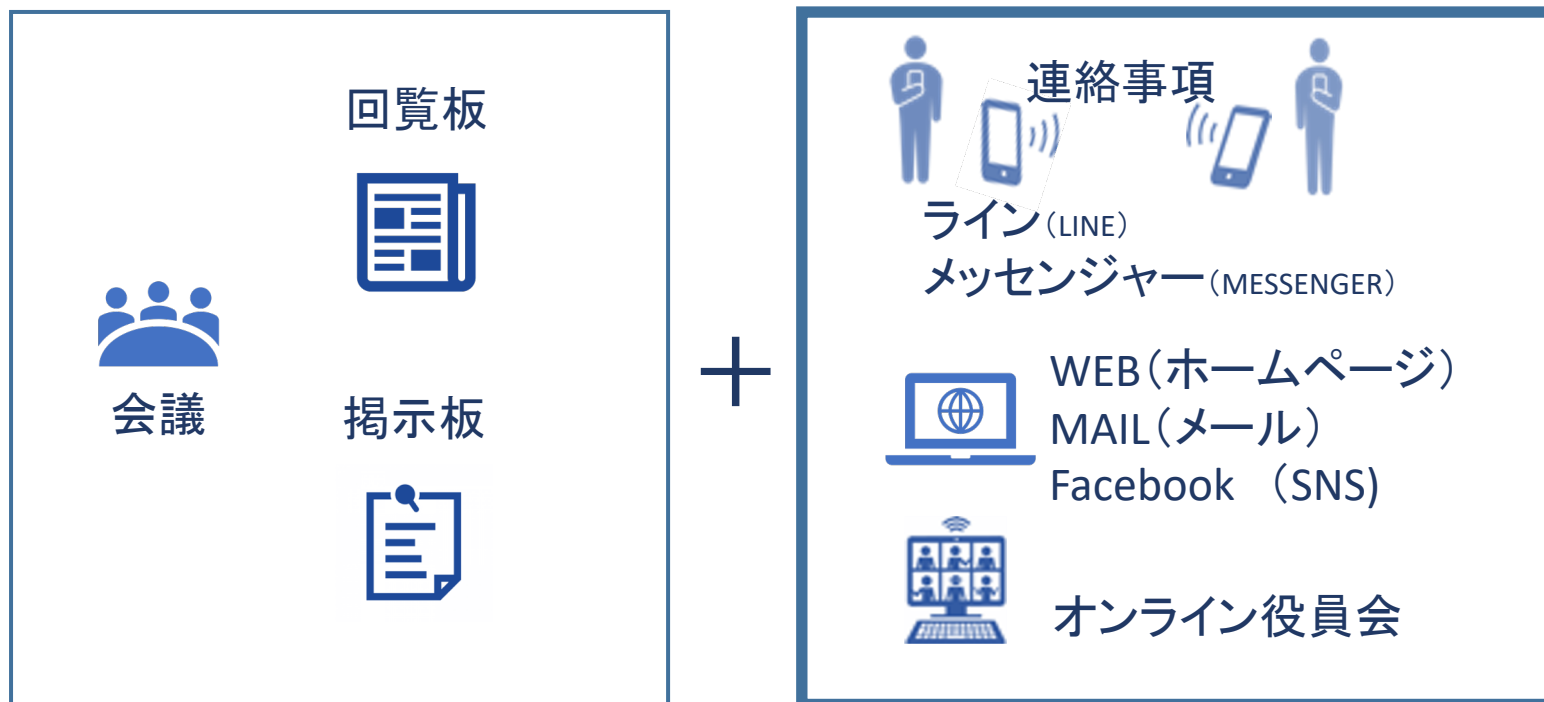 回覧板
会議
掲示板
＋
連絡事項
ライン（LINE）
メッセンジャー（MESSENGER）
WEB（ホームページ）
MAIL（メール）
Facebook （SNS)
オンライン役員会